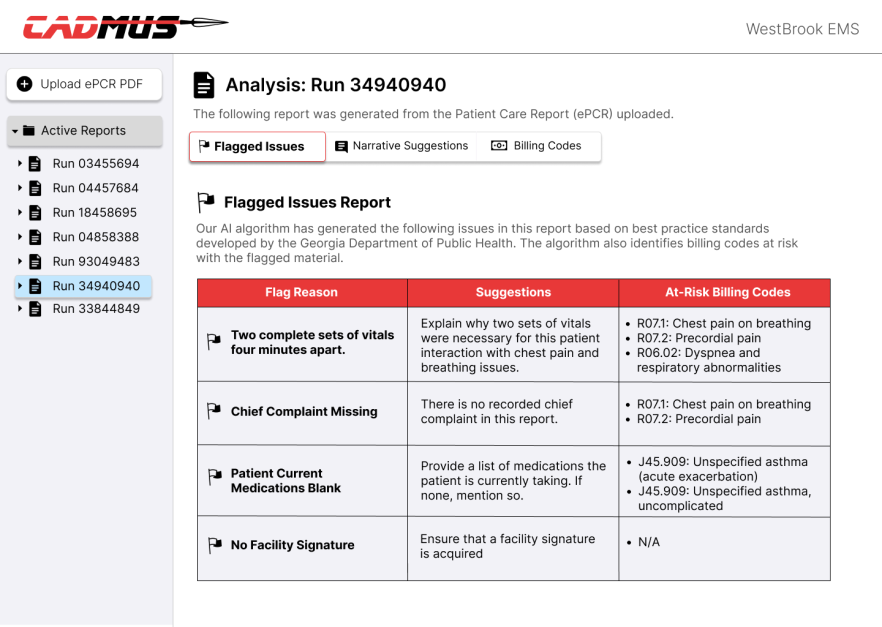 CADMUS
WestBrook EMS
Upload ePCR PDF
Active Reports
Run 03455694
Run 04457684
Run 18458695
Run 04858388
Run 93049483
Run 34940940
Run 33844849
Analysis: Run 34940940
The following report was generated from the Patient Care Report (ePCR) uploaded.
Flagged Issues
Narrative Suggestions
Billing Codes
Flagged Issues Report
Our AI algorithm has generated the following issues in this report based on best practice standards
developed by the Georgia Department of Public Health. The algorithm also identifies billing codes at risk
with the flagged material.
Flag Reason
Suggestions
At-Risk Billing Codes
Two complete sets of vitals
four minutes apart.
Explain why two sets of vitals
were necessary for this patient
interaction with chest pain and
breathing issues.
• R07.1: Chest pain on breathing
• R07.2: Precordial pain
• R06.02: Dyspnea and
respiratory abnormalities
Chief Complaint Missing
There is no recorded chief
complaint in this report.
• R07.1: Chest pain on breathing
• R07.2: Precordial pain
Patient Current
Medications Blank
Provide a list of medications the
patient is currently taking. If
none, mention so.
• J45.909: Unspecified asthma
(acute exacerbation)
• J45.909: Unspecified asthma,
uncomplicated
No Facility Signature
Ensure that a facility signature
is acquired
• N/A